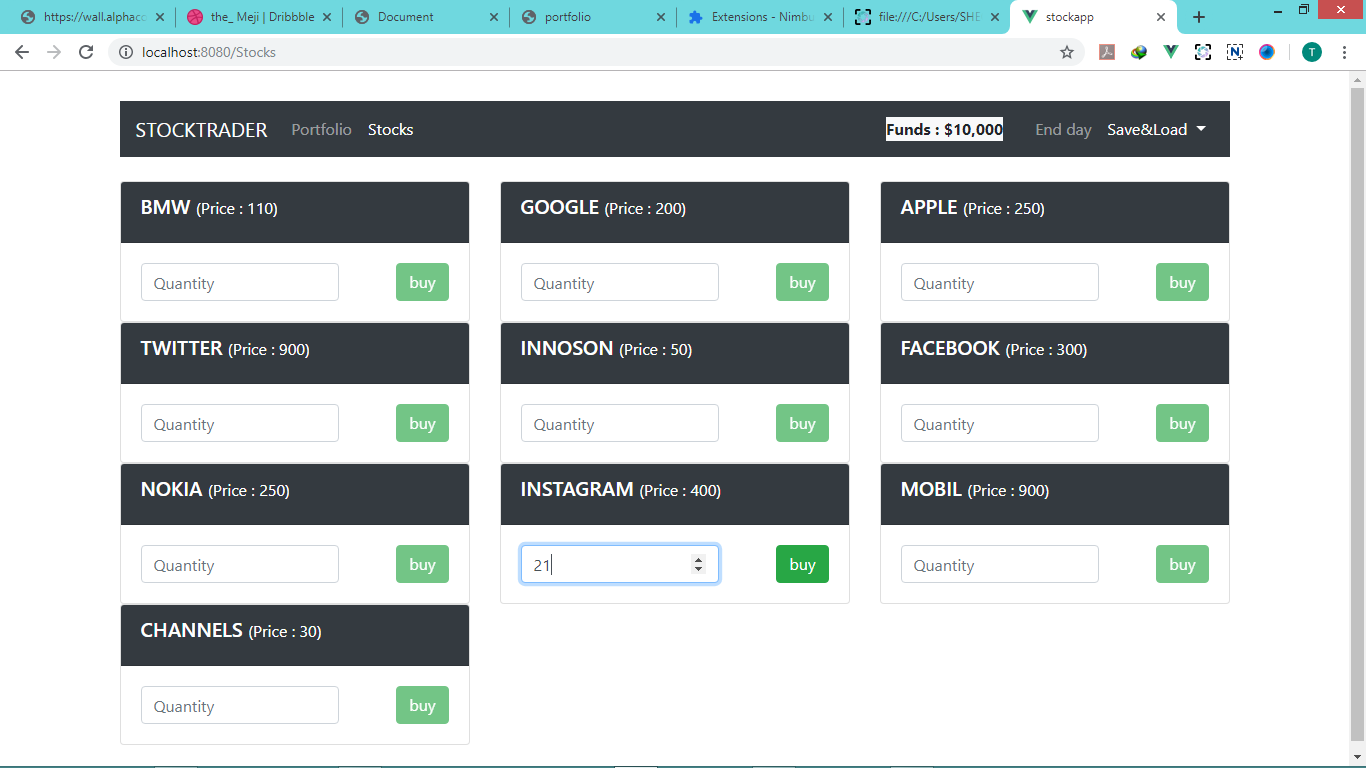 https://wall.alphacc
the_ Meji | Dribbble
Document
portfolio
Extensions - Nimbu
file:///C:/Users/SHE
stockapp
localhost:8080/Stocks
T
STOCKTRADER
Portfolio
Stocks
Funds : $10,000
End day
Save&Load
BMW (Price : 110)
GOOGLE (Price : 200)
APPLE (Price : 250)
Quantity
buy
Quantity
buy
Quantity
buy
TWITTER (Price : 900)
INNOSON (Price : 50)
FACEBOOK (Price : 300)
Quantity
buy
Quantity
buy
Quantity
buy
NOKIA (Price : 250)
INSTAGRAM (Price : 400)
MOBIL (Price : 900)
Quantity
buy
21
buy
Quantity
buy
CHANNELS (Price : 30)
Quantity
buy